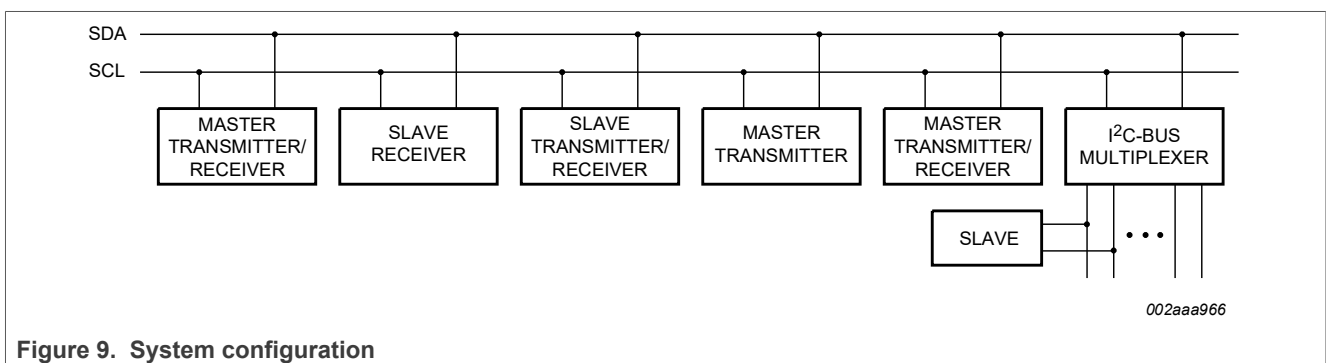 SDA
SCL
MASTER
TRANSMITTER/
RECEIVER
SLAVE
RECEIVER
SLAVE
TRANSMITTER/
RECEIVER
MASTER
TRANSMITTER
MASTER
TRANSMITTER/
RECEIVER
I²C-BUS
MULTIPLEXER
SLAVE
002aaa966
Figure 9. System configuration